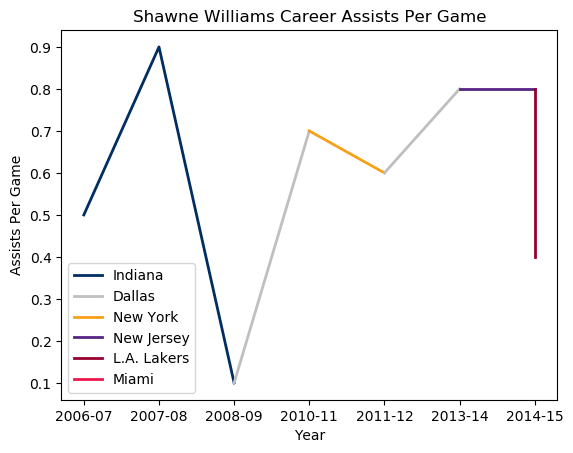 Shawne Williams Career Assists Per Game
Assists Per Game
0.9
0.8
0.7
0.6
0.5
0.4
0.3
0.2
0.1
Indiana
Dallas
New York
New Jersey
L.A. Lakers
Miami
2006-07 2007-08 2008-09 2010-11 2011-12 2013-14 2014-15
Year